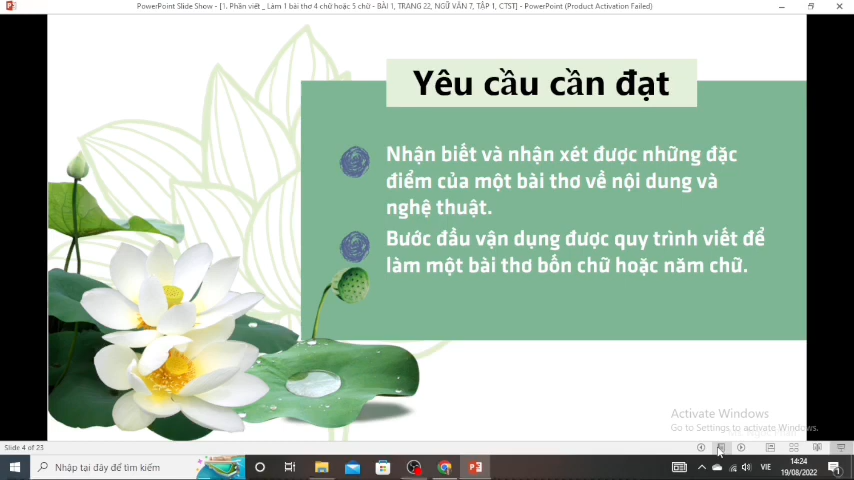 PowerPoint Slide Show - [1. Phần viết _ Làm 1 bài thơ 4 chữ hoặc 5 chữ - BÀI 1, TRANG 22, NGỮ VĂN 7, TẬP 1, CTST] - PowerPoint (Product Activation Failed)
Yêu cầu cần đạt
Nhận biết và nhận xét được những đặc
điểm của một bài thơ về nội dung và
nghệ thuật.
Bước đầu vận dụng được quy trình viết để
làm một bài thơ bốn chữ hoặc năm chữ.
Activate Windows
Go to Settings to activate Windows.
Slide 4 of 23
Nhập tại đây để tìm kiếm
VIE
14:24
19/08/2022